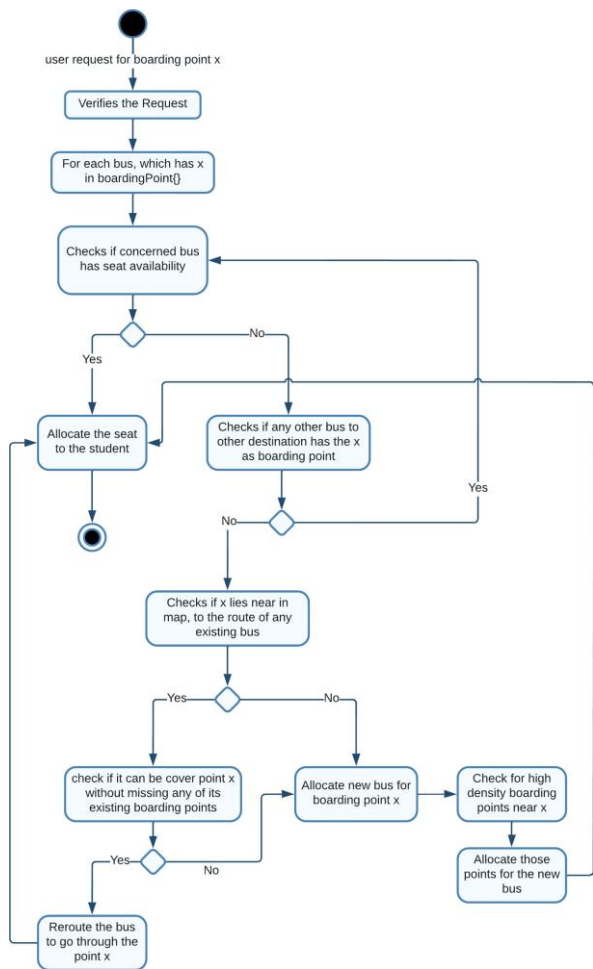 user request for boarding point x
Verifies the Request
For each bus, which has x
in boardingPoint{}
Checks if concerned bus
has seat availability
No
Yes
Allocate the seat
to the student
Checks if any other bus to
other destination has the x
as boarding point
Yes
No
Checks if x lies near in
map, to the route of any
existing bus
Yes
No
check if it can be cover point x
without missing any of its
existing boarding points
Allocate new bus for
boarding point x
Check for high
density boarding
points near x
Yes
No
Allocate those
points for the new
bus
Reroute the bus
to go through the
point x